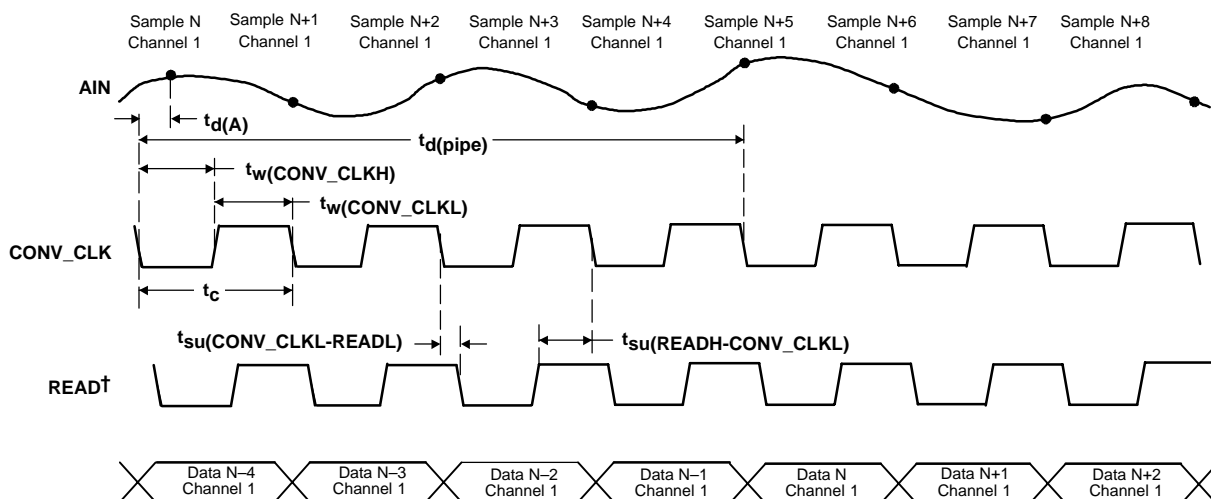 Sample N Sample N+1 Sample N+2 Sample N+3 Sample N+4 Sample N+5 Sample N+6 Sample N+7 Sample N+8
Channel 1 Channel 1 Channel 1 Channel 1 Channel 1 Channel 1 Channel 1 Channel 1 Channel 1
AIN
td(A)
td(pipe)
tw(CONV_CLKH)
tw(CONV_CLKL)
CONV_CLK
tc
tsu(CONV_CLKL-READL) tsu(READH-CONV_CLKL)
READ†
Data N–4 Data N–3 Data N–2 Data N–1 Data N Data N+1 Data N+2
Channel 1 Channel 1 Channel 1 Channel 1 Channel 1 Channel 1 Channel 1